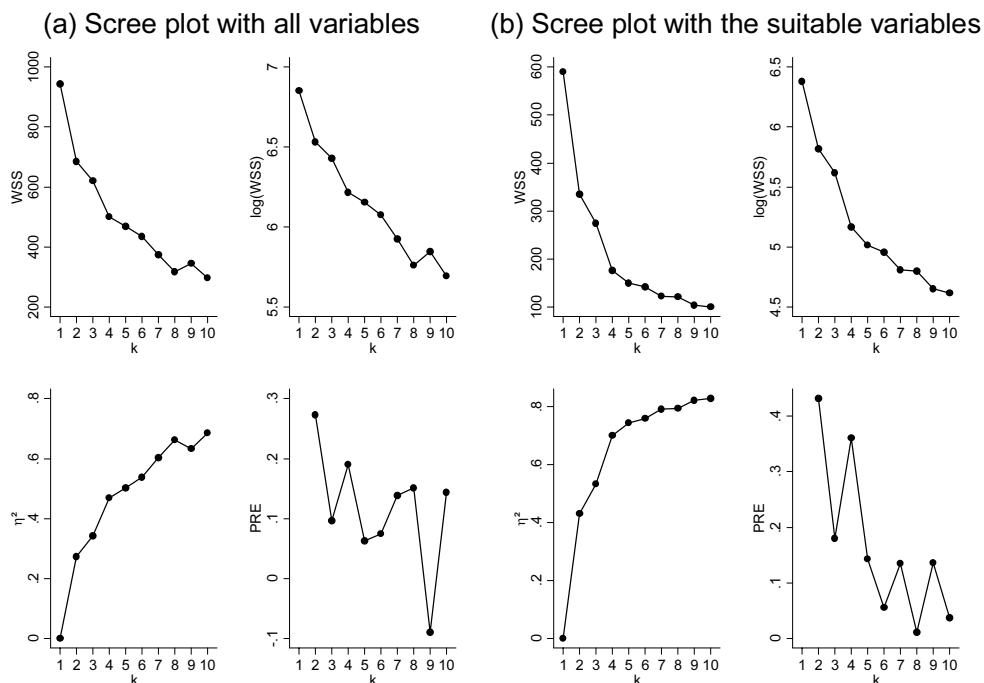 (a) Scree plot with all variables
WSS
200 400 600 800 1000
1 2 3 4 5 6 7 8 9 10
k
log(WSS)
5.5 6 6.5 7
1 2 3 4 5 6 7 8 9 10
k
η²
0 .2 .4 .6 .8
1 2 3 4 5 6 7 8 9 10
k
PRE
-.1 0 .1 .2 .3
1 2 3 4 5 6 7 8 9 10
k
(b) Scree plot with the suitable variables
WSS
100 200 300 400 500 600
1 2 3 4 5 6 7 8 9 10
k
log(WSS)
4.5 5 5.5 6 6.5
1 2 3 4 5 6 7 8 9 10
k
η²
0 .2 .4 .6 .8
1 2 3 4 5 6 7 8 9 10
k
PRE
0 .1 .2 .3 .4
1 2 3 4 5 6 7 8 9 10
k